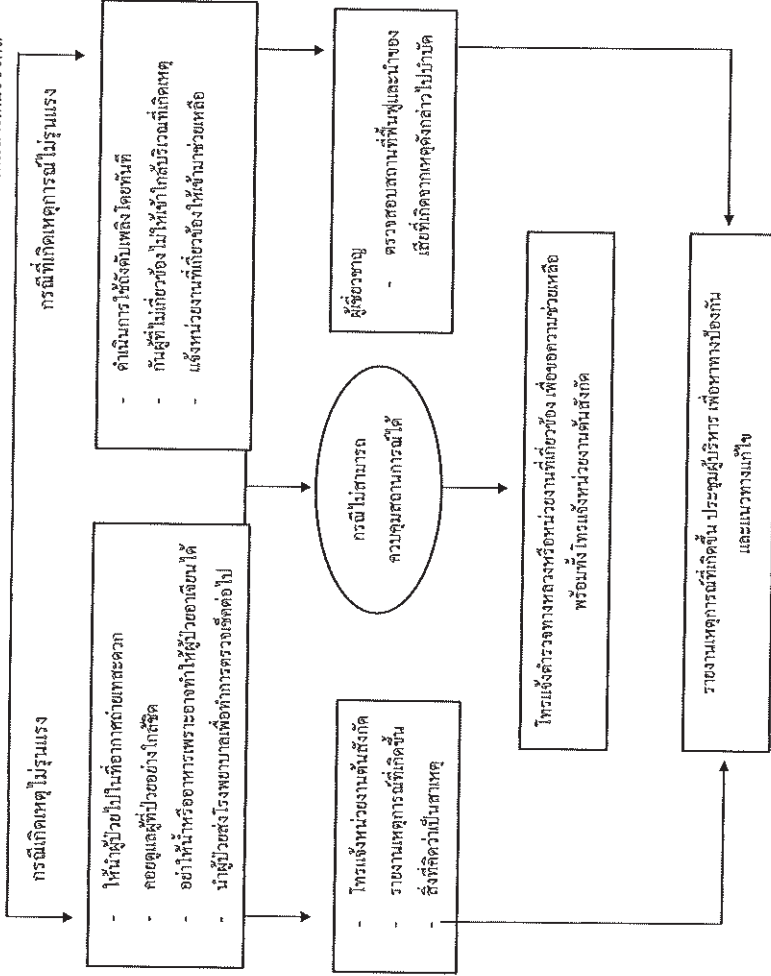 กรณีเกิดเหตุไม่รุนแรง
กรณีที่เกิดเหตุการณ์ไม่รุนแรง
- ให้นำผู้ป่วยไปในที่อากาศถ่ายเทสะดวก
- คอยดูแลผู้ที่ป่วยอย่างใกล้ชิด
- อย่าให้น้ำหรืออาหารเพราะอาจทำให้ผู้ป่วยอาเจียนได้
- นำผู้ป่วยส่งโรงพยาบาลเพื่อทำการตรวจเช็คต่อไป
- ดำเนินการใช้ถังดับเพลิงโดยทันที
- กันผู้ที่ไม่เกี่ยวข้องไม่ให้เข้าใกล้บริเวณที่เกิดเหตุ
- แจ้งหน่วยงานที่เกี่ยวข้องให้เข้ามาช่วยเหลือ
กรณีไม่สามารถ
ควบคุมสถานการณ์ได้
- โทรแจ้งหน่วยงานต้นสังกัด
- รายงานเหตุการณ์ที่เกิดขึ้น
- สิ่งที่คิดว่าเป็นสาเหตุ
ผู้เชี่ยวชาญ
- ตรวจสอบสถานที่ฟื้นฟูและนำของ
เสียที่เกิดจากเหตุดังกล่าวไปบำบัด
โทรแจ้งตำรวจทางหลวงหรือหน่วยงานที่เกี่ยวข้อง เพื่อขอความช่วยเหลือ
พร้อมทั้งโทรแจ้งหน่วยงานต้นสังกัด
รายงานเหตุการณ์ที่เกิดขึ้น ประชุมผู้บริหาร เพื่อหาทางป้องกัน
และแนวทางแก้ไข